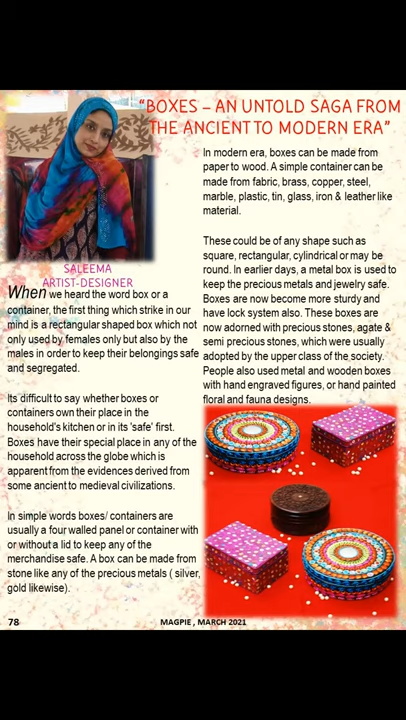 "BOXES – AN UNTOLD SAGA FROM
THE ANCIENT TO MODERN ERA"
SALEEMA
ARTIST-DESIGNER
When we heard the word box or a
container, the first thing which strike in our
mind is a rectangular shaped box which not
only used by females only but also by the
males in order to keep their belongings safe
and segregated.
Its difficult to say whether boxes or
containers own their place in the
household's kitchen or in its 'safe' first.
Boxes have their special place in any of the
household across the globe which is
apparent from the evidences derived from
some ancient to medieval civilizations.
In simple words boxes/ containers are
usually a four walled panel or container with
or without a lid to keep any of the
merchandise safe. A box can be made from
stone like any of the precious metals ( silver,
gold likewise).
In modern era, boxes can be made from
paper to wood. A simple container can be
made from fabric, brass, copper, steel,
marble, plastic, tin, glass, iron & leather like
material.
These could be of any shape such as
square, rectangular, cylindrical or may be
round. In earlier days, a metal box is used to
keep the precious metals and jewelry safe.
Boxes are now become more sturdy and
have lock system also. These boxes are
now adorned with precious stones, agate &
semi precious stones, which were usually
adopted by the upper class of the society.
People also used metal and wooden boxes
with hand engraved figures, or hand painted
floral and fauna designs.
78
MAGPIE , MARCH 2021